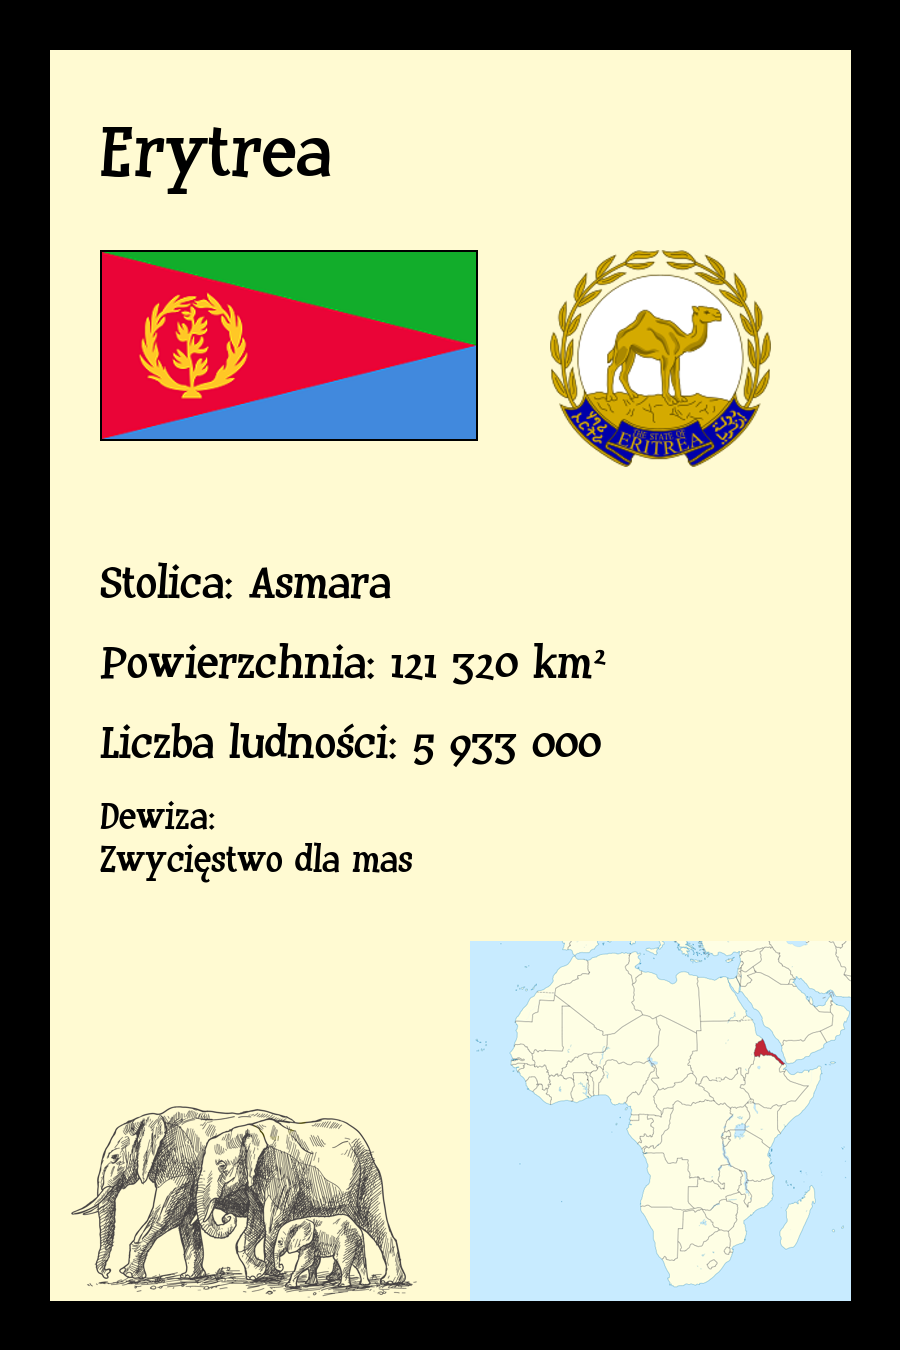 Erytrea
THE STATE OF
ERITREA
Stolica: Asmara
Powierzchnia: 121 320 km²
Liczba ludności: 5 933 000
Dewiza:
Zwycięstwo dla mas